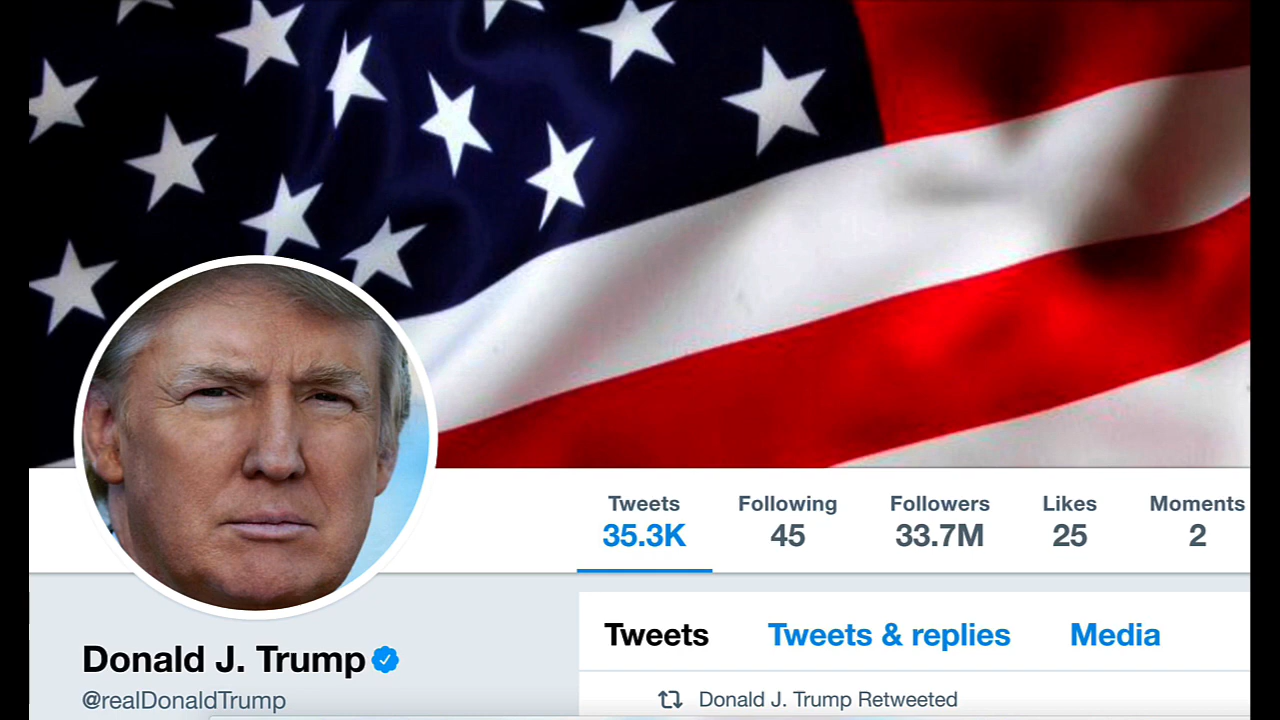 Tweets Following Followers Likes Moments
35.3K 45 33.7M 25 2
Tweets Tweets & replies Media
Donald J. Trump
@realDonaldTrump
Donald J. Trump Retweeted